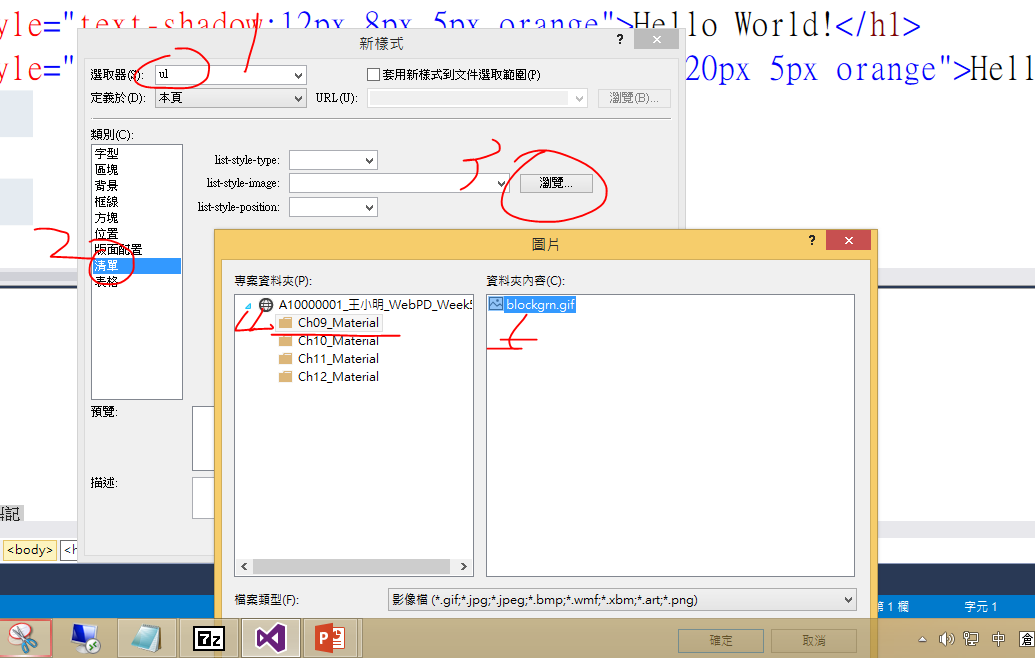 yle="text-shadow:12px 8px 5px orange">Hello World!</h1>
新樣式
?
yle="
20px 5px orange">Hell
選取器(S):
ul
套用新樣式到文件選取範圍(P)
定義於(D):
本頁
URL(U):
瀏覽(B)...
類別(C):
字型
區塊
背景
框線
方塊
位置
版面配置
清單
表格
list-style-type:
list-style-image:
瀏覽...
list-style-position:
1
2
3
圖片
?
專案資料夾(P):
資料夾內容(C):
A10000001_王小明_WebPD_Week5
blockgrn.gif
Ch09_Material
Ch10_Material
Ch11_Material
Ch12_Material
4
預覽:
描述:
<body>
<h
檔案類型(F):
影像檔 (*.gif;*.jpg;*.jpeg;*.bmp;*.wmf;*.xbm;*.art;*.png)
第 1 欄
字元 1
確定
取消
7z
中
倉